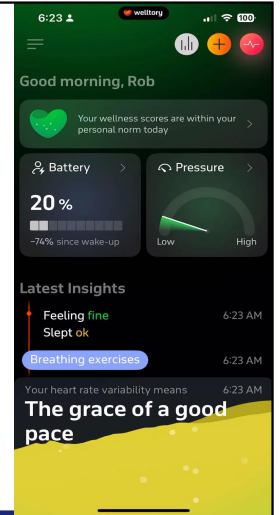 6:23
welltory
100
Good morning, Rob
Your wellness scores are within your
personal norm today
Battery
Pressure
20 %
-74% since wake-up
Low
High
Latest Insights
Feeling fine
6:23 AM
Slept ok
Breathing exercises
6:23 AM
Your heart rate variability means
6:23 AM
The grace of a good
pace